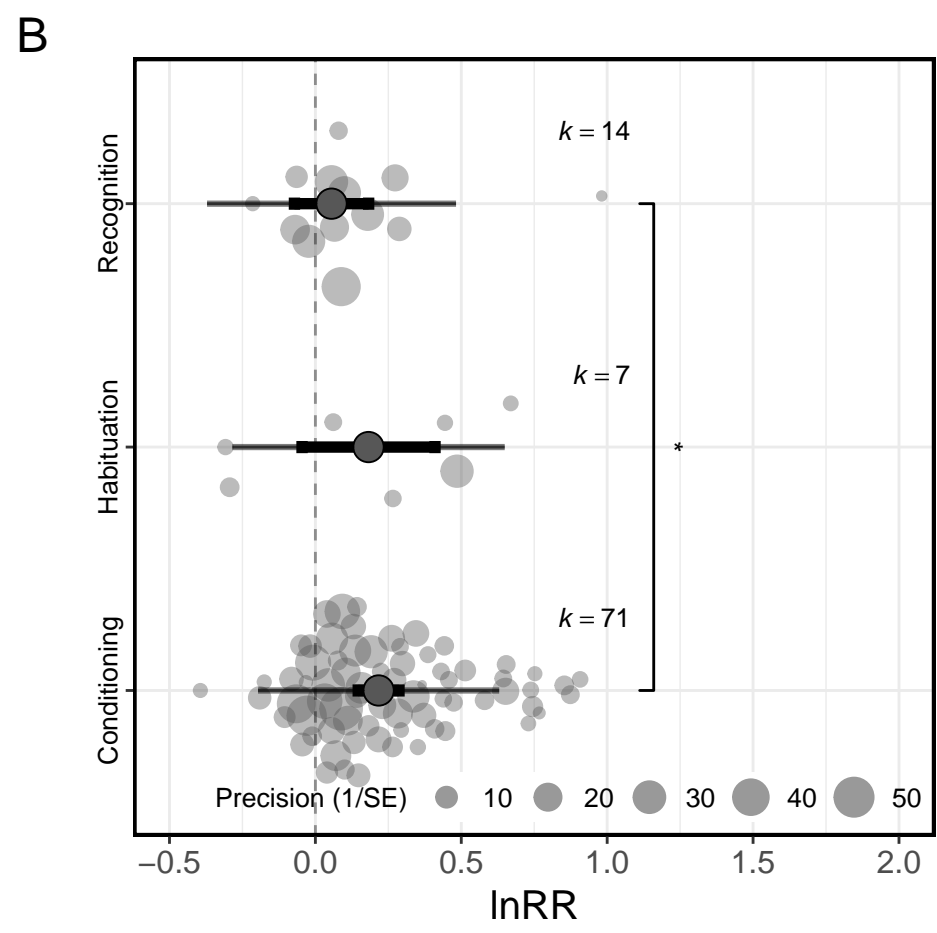 B
Recognition
k = 14
Habituation
k = 7
*
Conditioning
k = 71
Precision (1/SE) 10 20 30 40 50
−0.5 0.0 0.5 1.0 1.5 2.0
lnRR